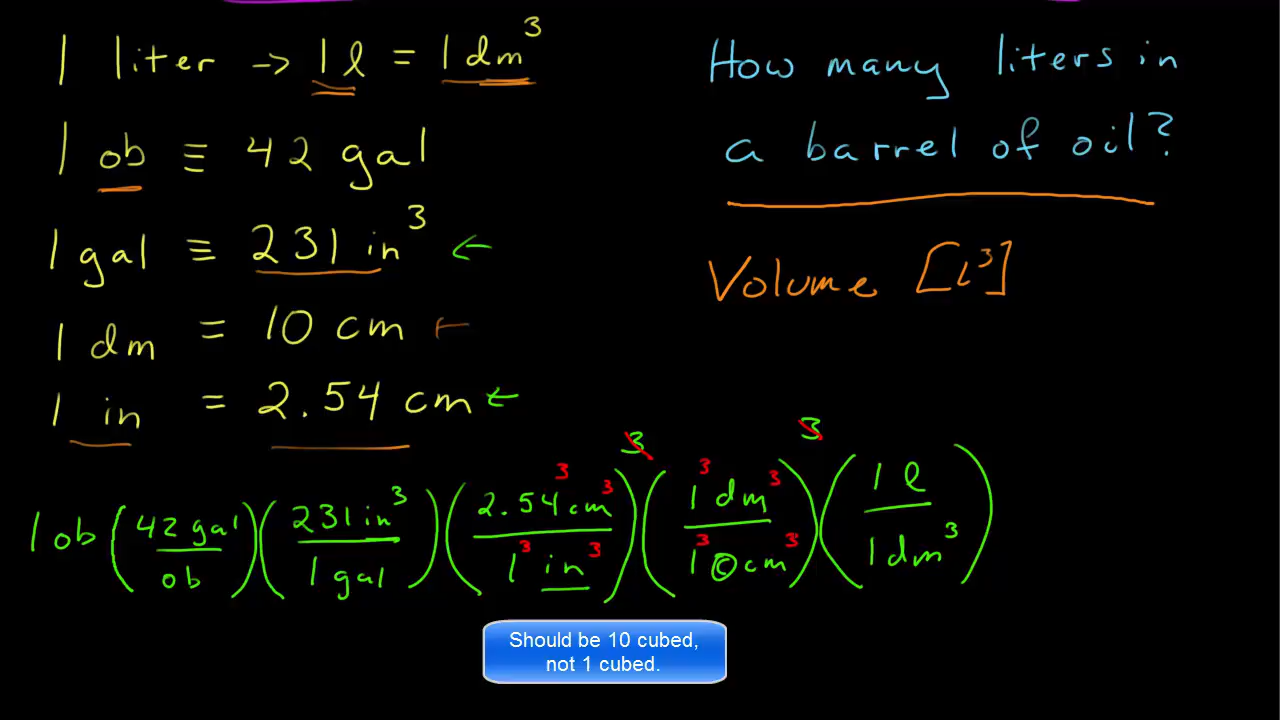 1 liter → 1 l = 1 dm³
1 ob ≡ 42 gal
1 gal ≡ 231 in³ ←
1 dm = 10 cm ←
1 in = 2.54 cm ←
How many liters in
a barrel of oil?
Volume [L³]
1 ob (42 gal / ob) (231 in³ / 1 gal) (2.54³ cm³ / 1³ in³)³ (1³ dm³ / 1³0 cm³)³ (1 l / 1 dm³)
Should be 10 cubed,
not 1 cubed.